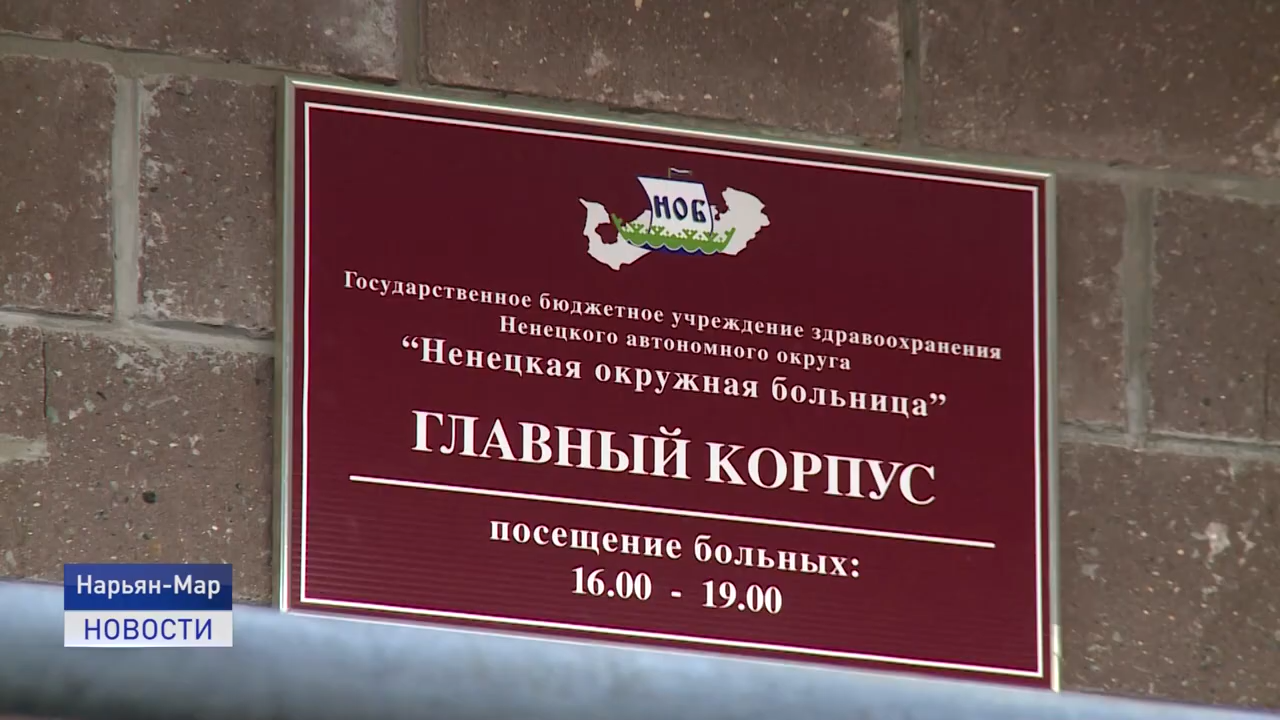 НОБ
Государственное бюджетное учреждение здравоохранения
Ненецкого автономного округа
“Ненецкая окружная больница”
ГЛАВНЫЙ КОРПУС
посещение больных:
16.00 - 19.00
Нарьян-Мар
НОВОСТИ